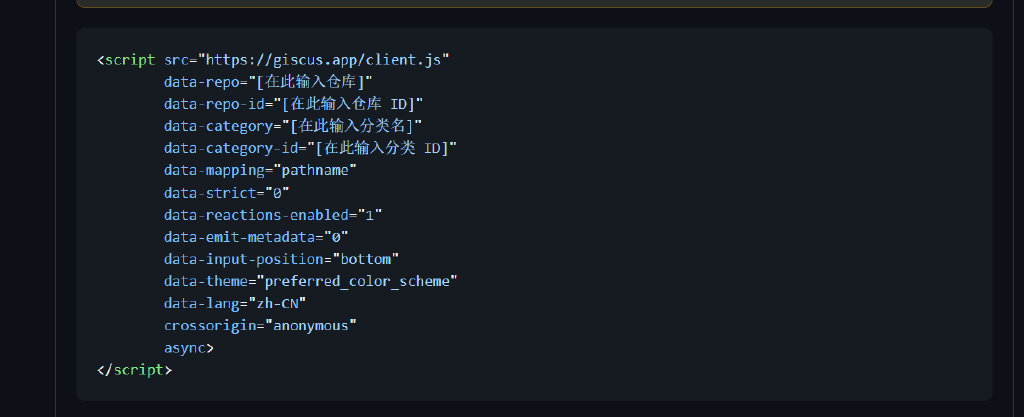 <script src="https://giscus.app/client.js"
        data-repo="[在此输入仓库]"
        data-repo-id="[在此输入仓库 ID]"
        data-category="[在此输入分类名]"
        data-category-id="[在此输入分类 ID]"
        data-mapping="pathname"
        data-strict="0"
        data-reactions-enabled="1"
        data-emit-metadata="0"
        data-input-position="bottom"
        data-theme="preferred_color_scheme"
        data-lang="zh-CN"
        crossorigin="anonymous"
        async>
</script>